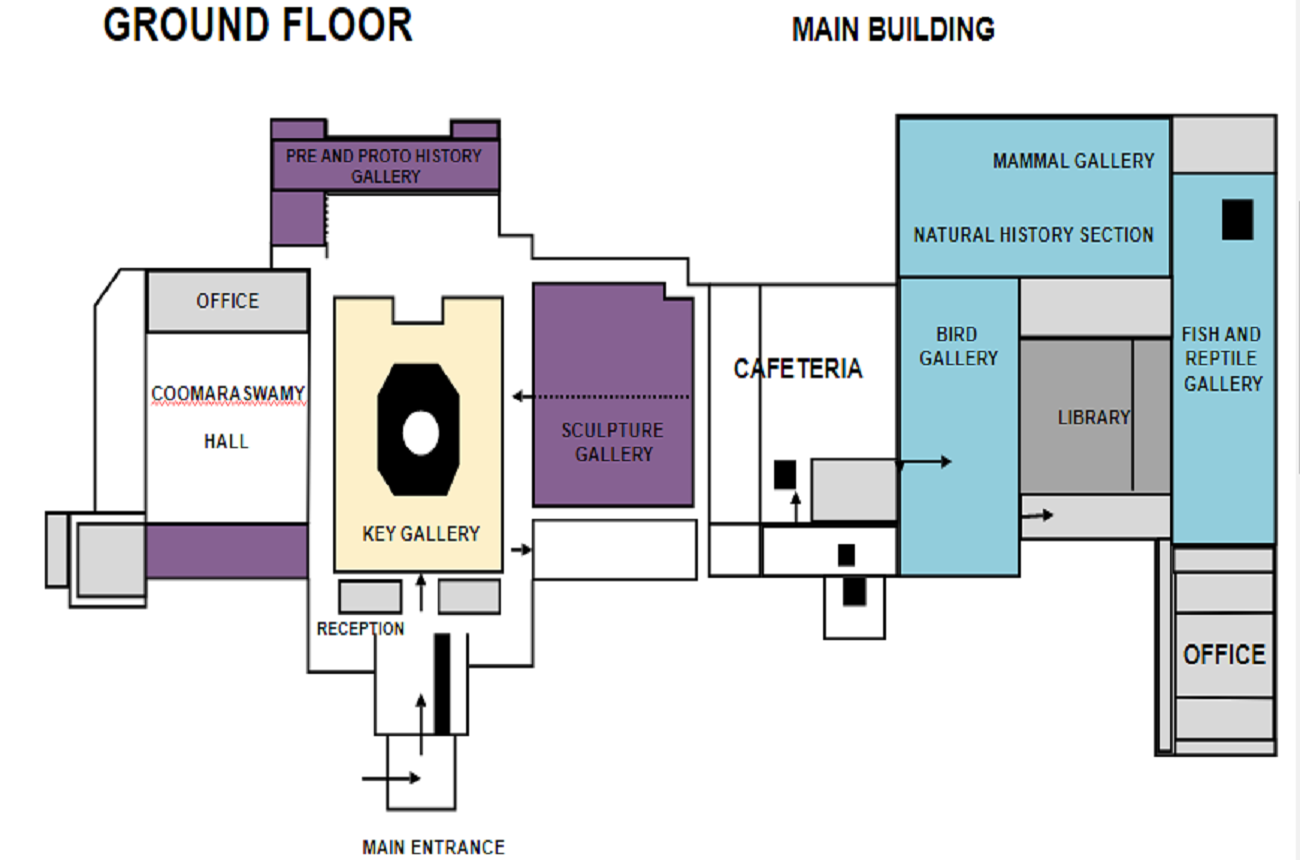 GROUND FLOOR
MAIN BUILDING
PRE AND PROTO HISTORY
GALLERY
MAMMAL GALLERY
NATURAL HISTORY SECTION
OFFICE
COOMARASWAMY
HALL
KEY GALLERY
SCULPTURE
GALLERY
CAFETERIA
BIRD
GALLERY
LIBRARY
FISH AND
REPTILE
GALLERY
RECEPTION
OFFICE
MAIN ENTRANCE